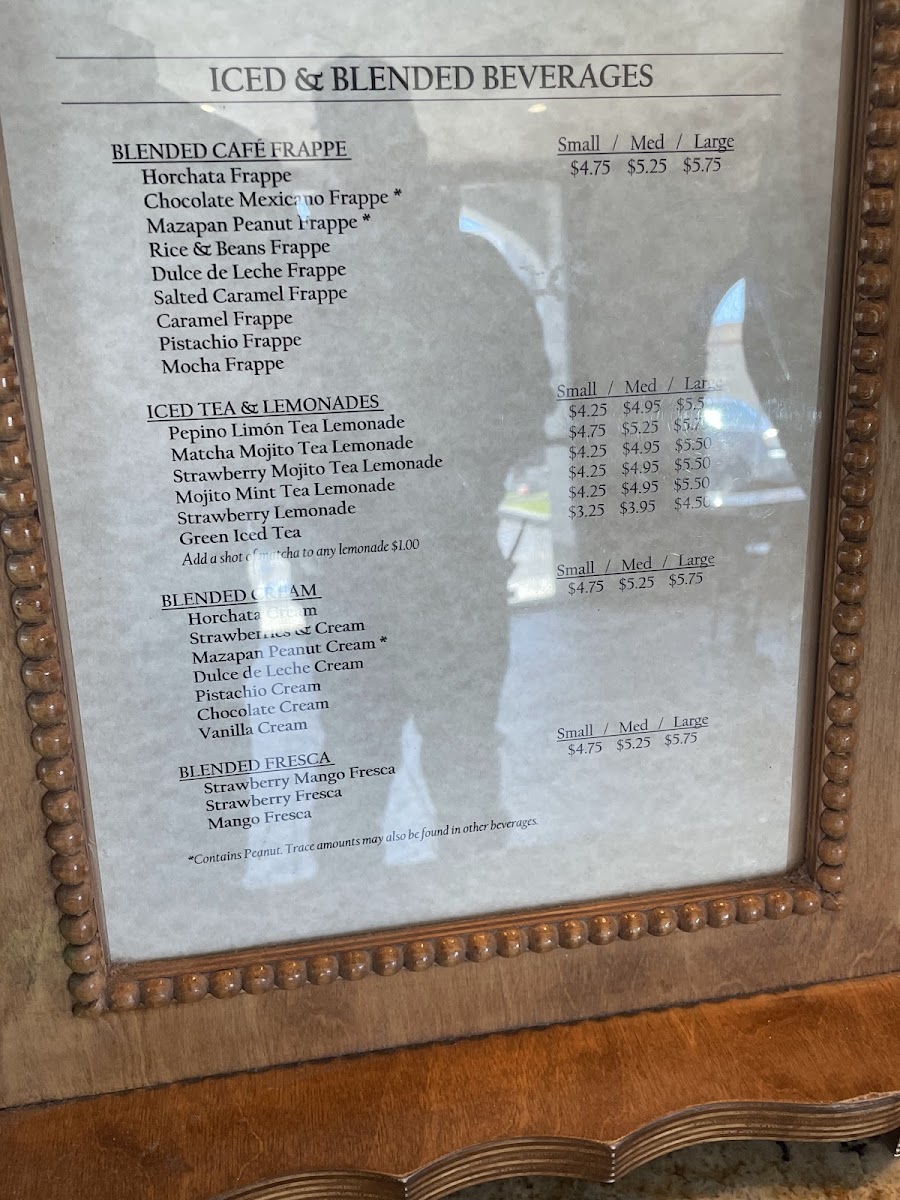 ICED & BLENDED BEVERAGES
BLENDED CAFÉ FRAPPE Small / Med / Large
Horchata Frappe $4.75 $5.25 $5.75
Chocolate Mexicano Frappe *
Mazapan Peanut Frappe *
Rice & Beans Frappe
Dulce de Leche Frappe
Salted Caramel Frappe
Caramel Frappe
Pistachio Frappe
Mocha Frappe
ICED TEA & LEMONADES Small / Med / Large
Pepino Limón Tea Lemonade $4.25 $4.95
Matcha Mojito Tea Lemonade $4.75 $5.25
Strawberry Mojito Tea Lemonade $4.25 $4.95 $5.50
Mojito Mint Tea Lemonade $4.25 $4.95 $5.50
Strawberry Lemonade $4.25 $4.95 $5.50
Green Iced Tea $3.25 $3.95 $4.50
Add a shot of matcha to any lemonade $1.00
BLENDED CREAM Small / Med / Large
Horchata Cream $4.75 $5.25 $5.75
Strawberries & Cream
Mazapan Peanut Cream *
Dulce de Leche Cream
Pistachio Cream
Chocolate Cream
Vanilla Cream
BLENDED FRESCA Small / Med / Large
Strawberry Mango Fresca $4.75 $5.25 $5.75
Strawberry Fresca
Mango Fresca
*Contains Peanut. Trace amounts may also be found in other beverages.